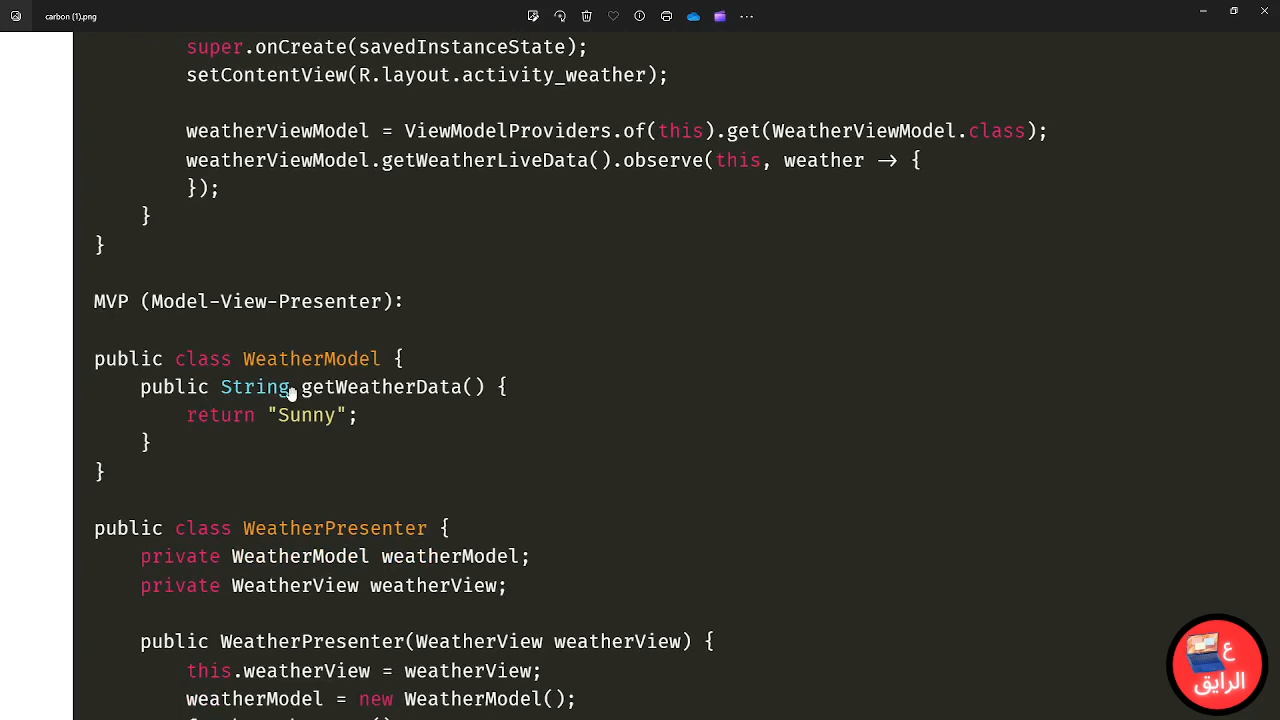 carbon (1).png
super.onCreate(savedInstanceState);
setContentView(R.layout.activity_weather);
weatherViewModel = ViewModelProviders.of(this).get(WeatherViewModel.class);
weatherViewModel.getWeatherLiveData().observe(this, weather -> {
});
}
}
MVP (Model-View-Presenter):
public class WeatherModel {
public String getWeatherData() {
return "Sunny";
}
}
public class WeatherPresenter {
private WeatherModel weatherModel;
private WeatherView weatherView;
public WeatherPresenter(WeatherView weatherView) {
this.weatherView = weatherView;
weatherModel = new WeatherModel();
ع
الرايق